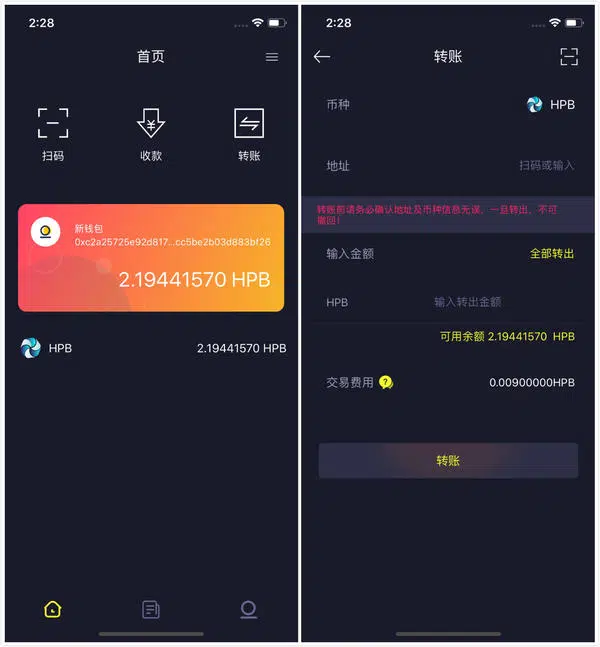 2:28
首页
扫码
收款
转账
新钱包
0xc2a25725e92d817...cc5be2b03d883bf26
2.19441570 HPB
HPB
2.19441570 HPB
2:28
转账
币种
HPB
地址
扫码或输入
转账前请务必确认地址及币种信息无误，一旦转出，不可
撤回！
输入金额
全部转出
HPB
输入转出金额
可用余额 2.19441570 HPB
交易费用
?
0.00900000HPB
转账